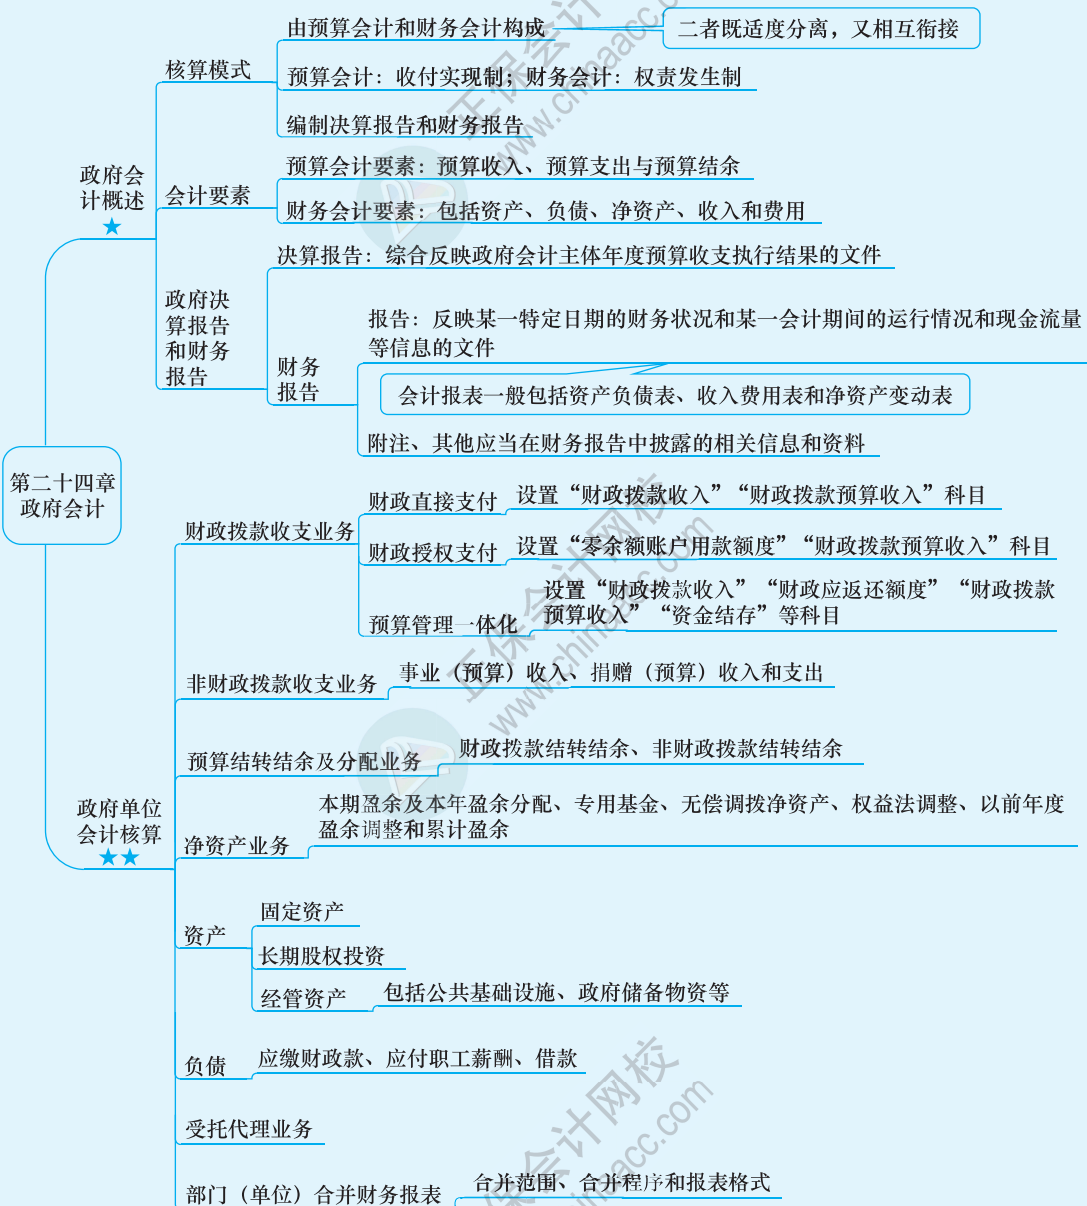 第二十四章
政府会计
政府会
计概述
核算模式
由预算会计和财务会计构成
二者既适度分离，又相互衔接
预算会计：收付实现制；财务会计：权责发生制
编制决算报告和财务报告
会计要素
预算会计要素：预算收入、预算支出与预算结余
财务会计要素：包括资产、负债、净资产、收入和费用
政府决
算报告
和财务
报告
决算报告：综合反映政府会计主体年度预算收支执行结果的文件
财务
报告
报告：反映某一特定日期的财务状况和某一会计期间的运行情况和现金流量
等信息的文件
会计报表一般包括资产负债表、收入费用表和净资产变动表
附注、其他应当在财务报告中披露的相关信息和资料
政府单位
会计核算
财政拨款收支业务
财政直接支付
设置“财政拨款收入”“财政拨款预算收入”科目
财政授权支付
设置“零余额账户用款额度”“财政拨款预算收入”科目
预算管理一体化
设置“财政拨款收入”“财政应返还额度”“财政拨款
预算收入”“资金结存”等科目
非财政拨款收支业务
事业（预算）收入、捐赠（预算）收入和支出
预算结转结余及分配业务
财政拨款结转结余、非财政拨款结转结余
净资产业务
本期盈余及本年盈余分配、专用基金、无偿调拨净资产、权益法调整、以前年度
盈余调整和累计盈余
资产
固定资产
长期股权投资
经管资产
包括公共基础设施、政府储备物资等
负债
应缴财政款、应付职工薪酬、借款
受托代理业务
部门（单位）合并财务报表
合并范围、合并程序和报表格式
正保会计网校
www.chinaacc.com
正保会计网校
www.chinaacc.com
保会计网校
chinaacc.com